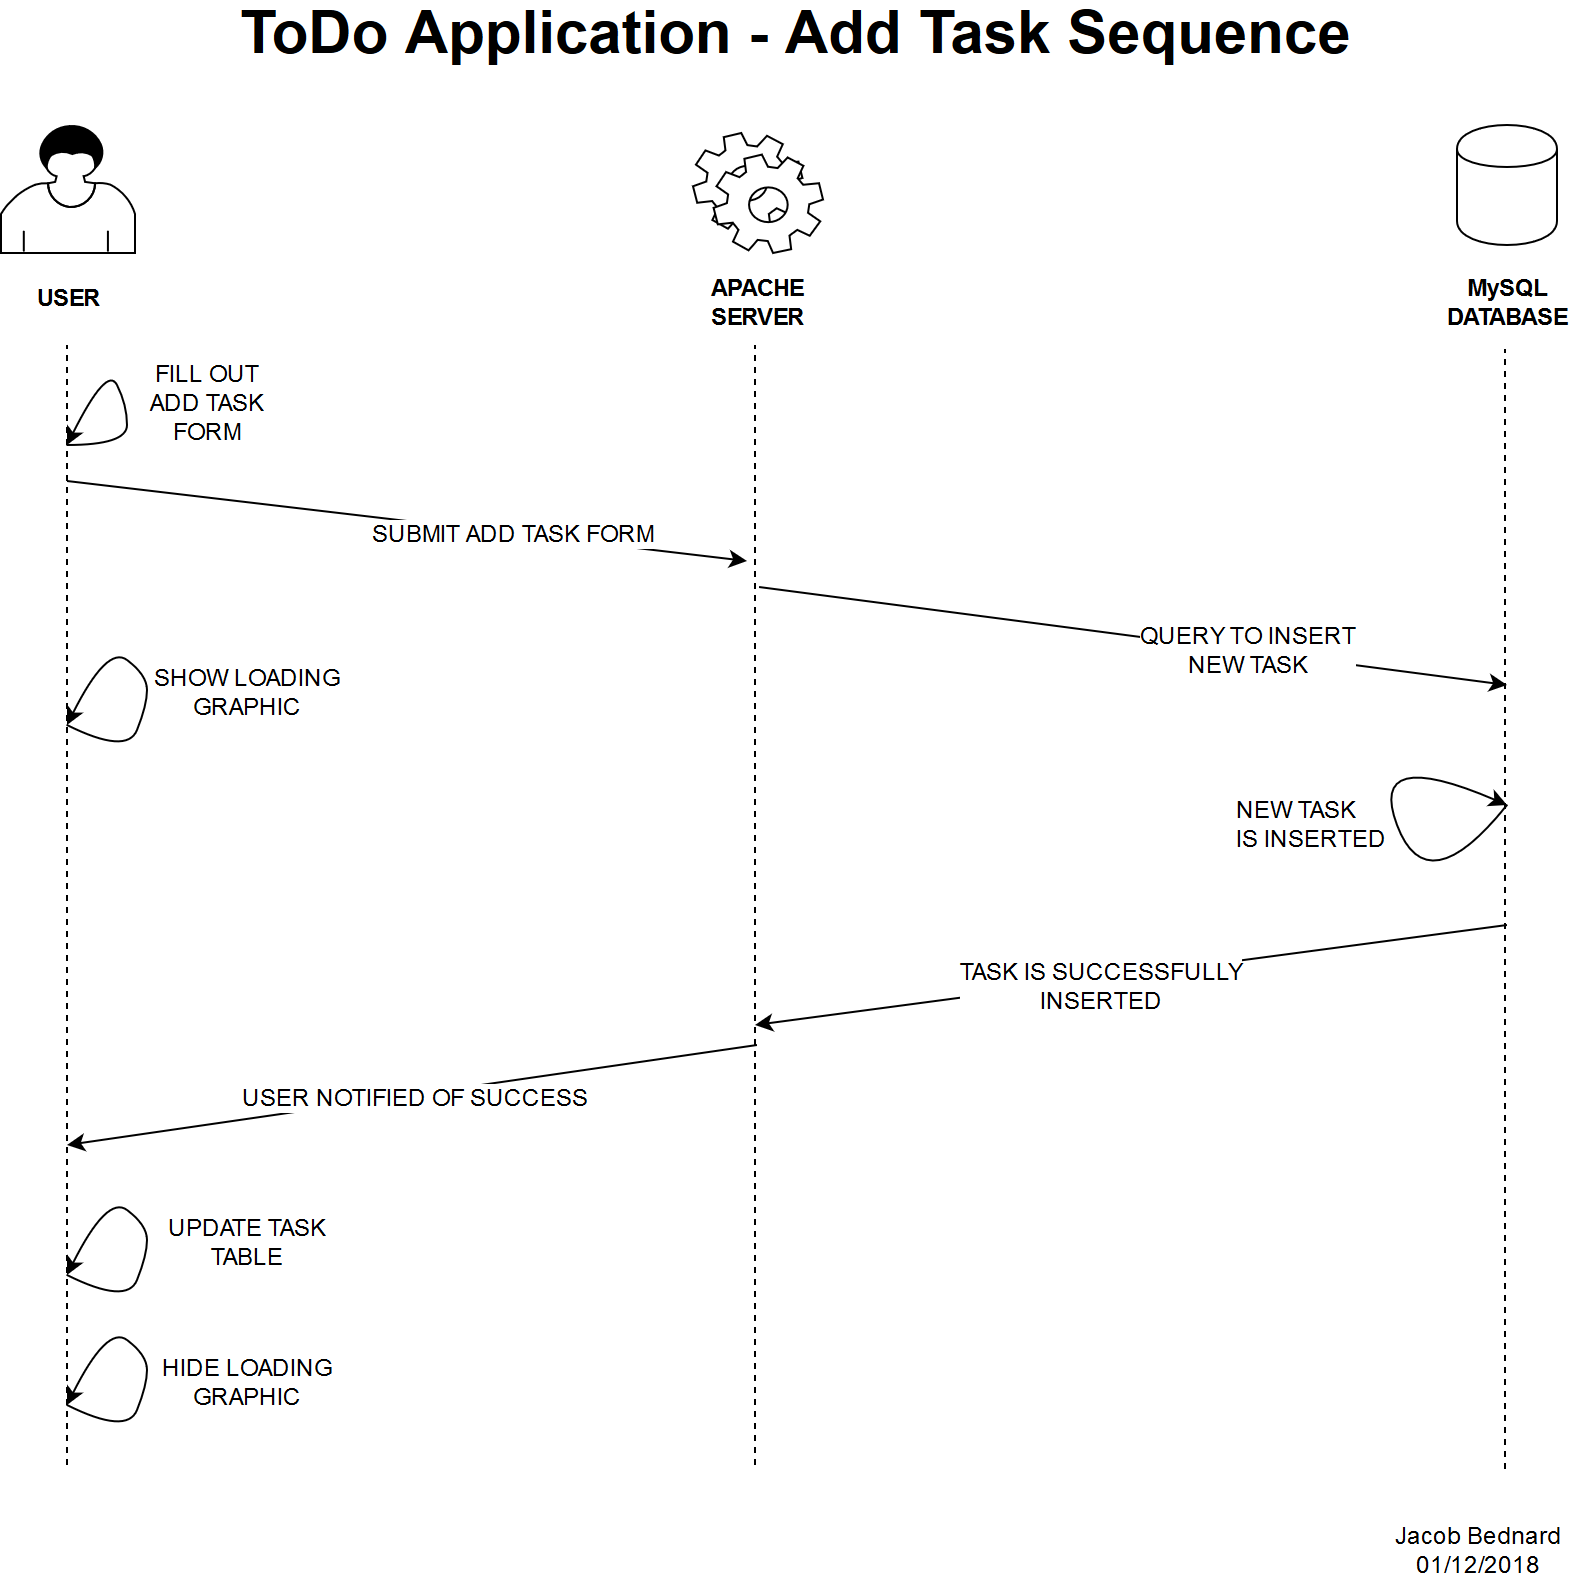 ToDo Application - Add Task Sequence
USER
APACHE
SERVER
MySQL
DATABASE
FILL OUT
ADD TASK
FORM
SUBMIT ADD TASK FORM
QUERY TO INSERT
NEW TASK
SHOW LOADING
GRAPHIC
NEW TASK
IS INSERTED
TASK IS SUCCESSFULLY
INSERTED
USER NOTIFIED OF SUCCESS
UPDATE TASK
TABLE
HIDE LOADING
GRAPHIC
Jacob Bednard
01/12/2018